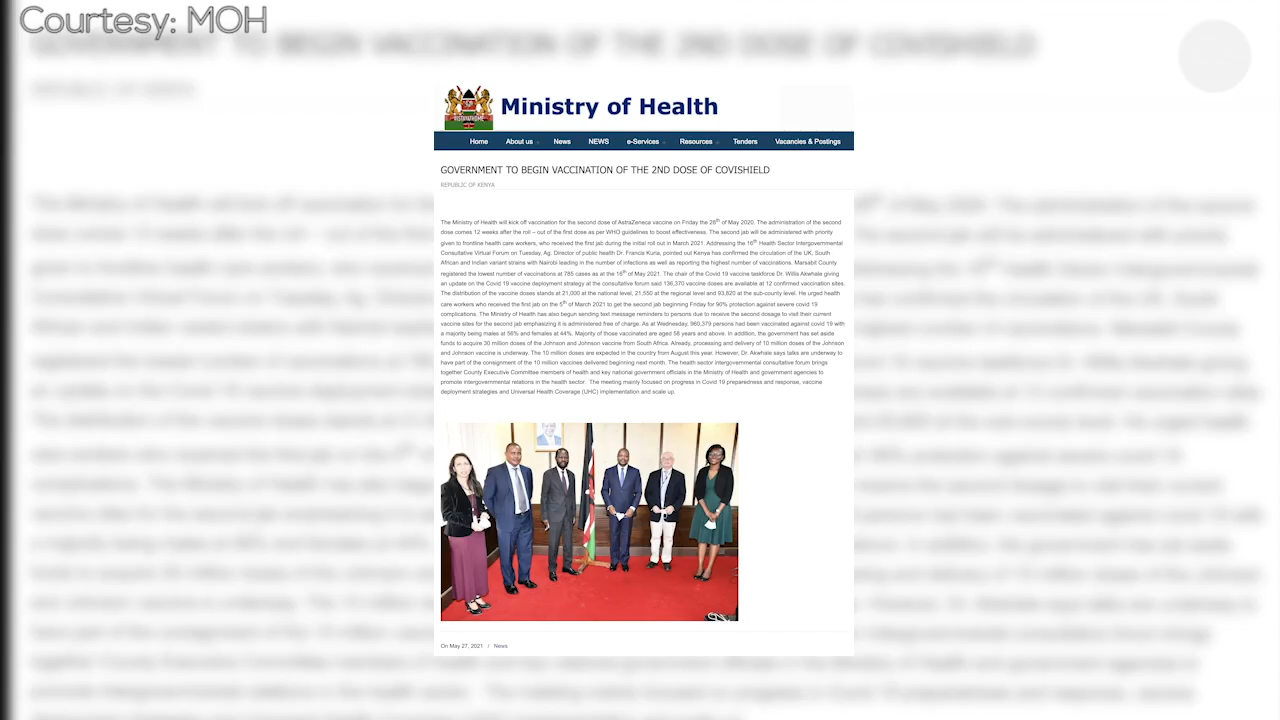 Courtesy: MOH
Ministry of Health
Home About us News NEWS e-Services Resources Tenders Vacancies & Postings
GOVERNMENT TO BEGIN VACCINATION OF THE 2ND DOSE OF COVISHIELD
REPUBLIC OF KENYA
The Ministry of Health will kick off vaccination for the second dose of AstraZeneca vaccine on Friday the 28th of May 2020. The administration of the second
dose comes 12 weeks after the roll – out of the first dose as per WHO guidelines to boost effectiveness. The second jab will be administered with priority
given to frontline health care workers, who received the first jab during the initial roll out in March 2021. Addressing the 16th Health Sector Intergovernmental
Consultative Virtual Forum on Tuesday, Ag. Director of public health Dr. Francis Kuria, pointed out Kenya has confirmed the circulation of the UK, South
African and Indian variant strains with Nairobi leading in the number of infections as well as reporting the highest number of vaccinations. Marsabit County
registered the lowest number of vaccinations at 785 cases as at the 18th of May 2021. The chair of the Covid 19 vaccine taskforce Dr. Willis Akwhale giving
an update on the Covid 19 vaccine deployment strategy at the consultative forum said 136,370 vaccine doses are available at 12 confirmed vaccination sites.
The distribution of the vaccine doses stands at 21,000 at the national level, 21,550 at the regional level and 93,820 at the sub-county level. He urged health
care workers who received the first jab on the 5th of March 2021 to get the second jab beginning Friday for 90% protection against severe covid 19
complications. The Ministry of Health has also begun sending text message reminders to persons due to receive the second dosage to visit their current
vaccine sites for the second jab emphasizing it is administered free of charge. As at Wednesday, 960,379 persons had been vaccinated against covid 19 with
a majority being males at 56% and females at 44%. Majority of those vaccinated are aged 58 years and above. In addition, the government has set aside
funds to acquire 30 million doses of the Johnson and Johnson vaccine from South Africa. Already, processing and delivery of 10 million doses of the Johnson
and Johnson vaccine is underway. The 10 million doses are expected in the country from August this year. However, Dr. Akwhale says talks are underway to
have part of the consignment of the 10 million vaccines delivered beginning next month. The health sector intergovernmental consultative forum brings
together County Executive Committee members of health and key national government officials in the Ministry of Health and government agencies to
promote intergovernmental relations in the health sector. The meeting mainly focused on progress in Covid 19 preparedness and response, vaccine
deployment strategies and Universal Health Coverage (UHC) implementation and scale up.
On May 27, 2021 / News